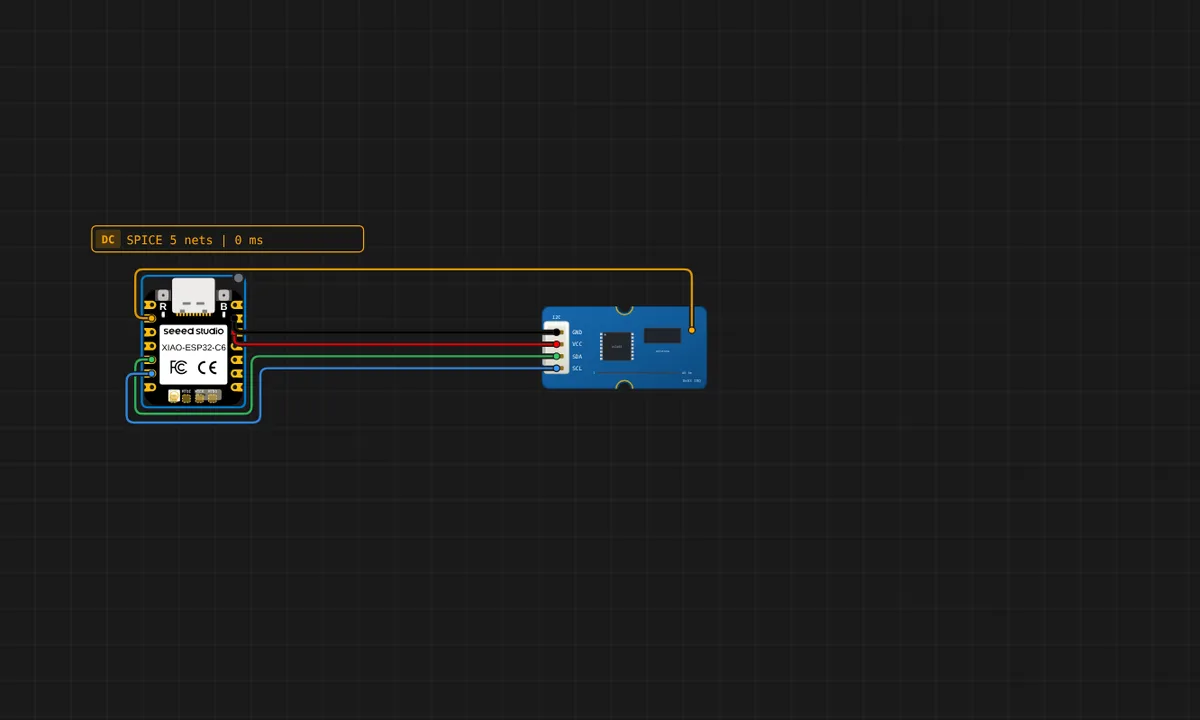 DC SPICE 5 nets | 0 ms
R B
seeed studio
XIAO-ESP32-C6
FC CE
I2C
GND
VCC
SDA
SCL